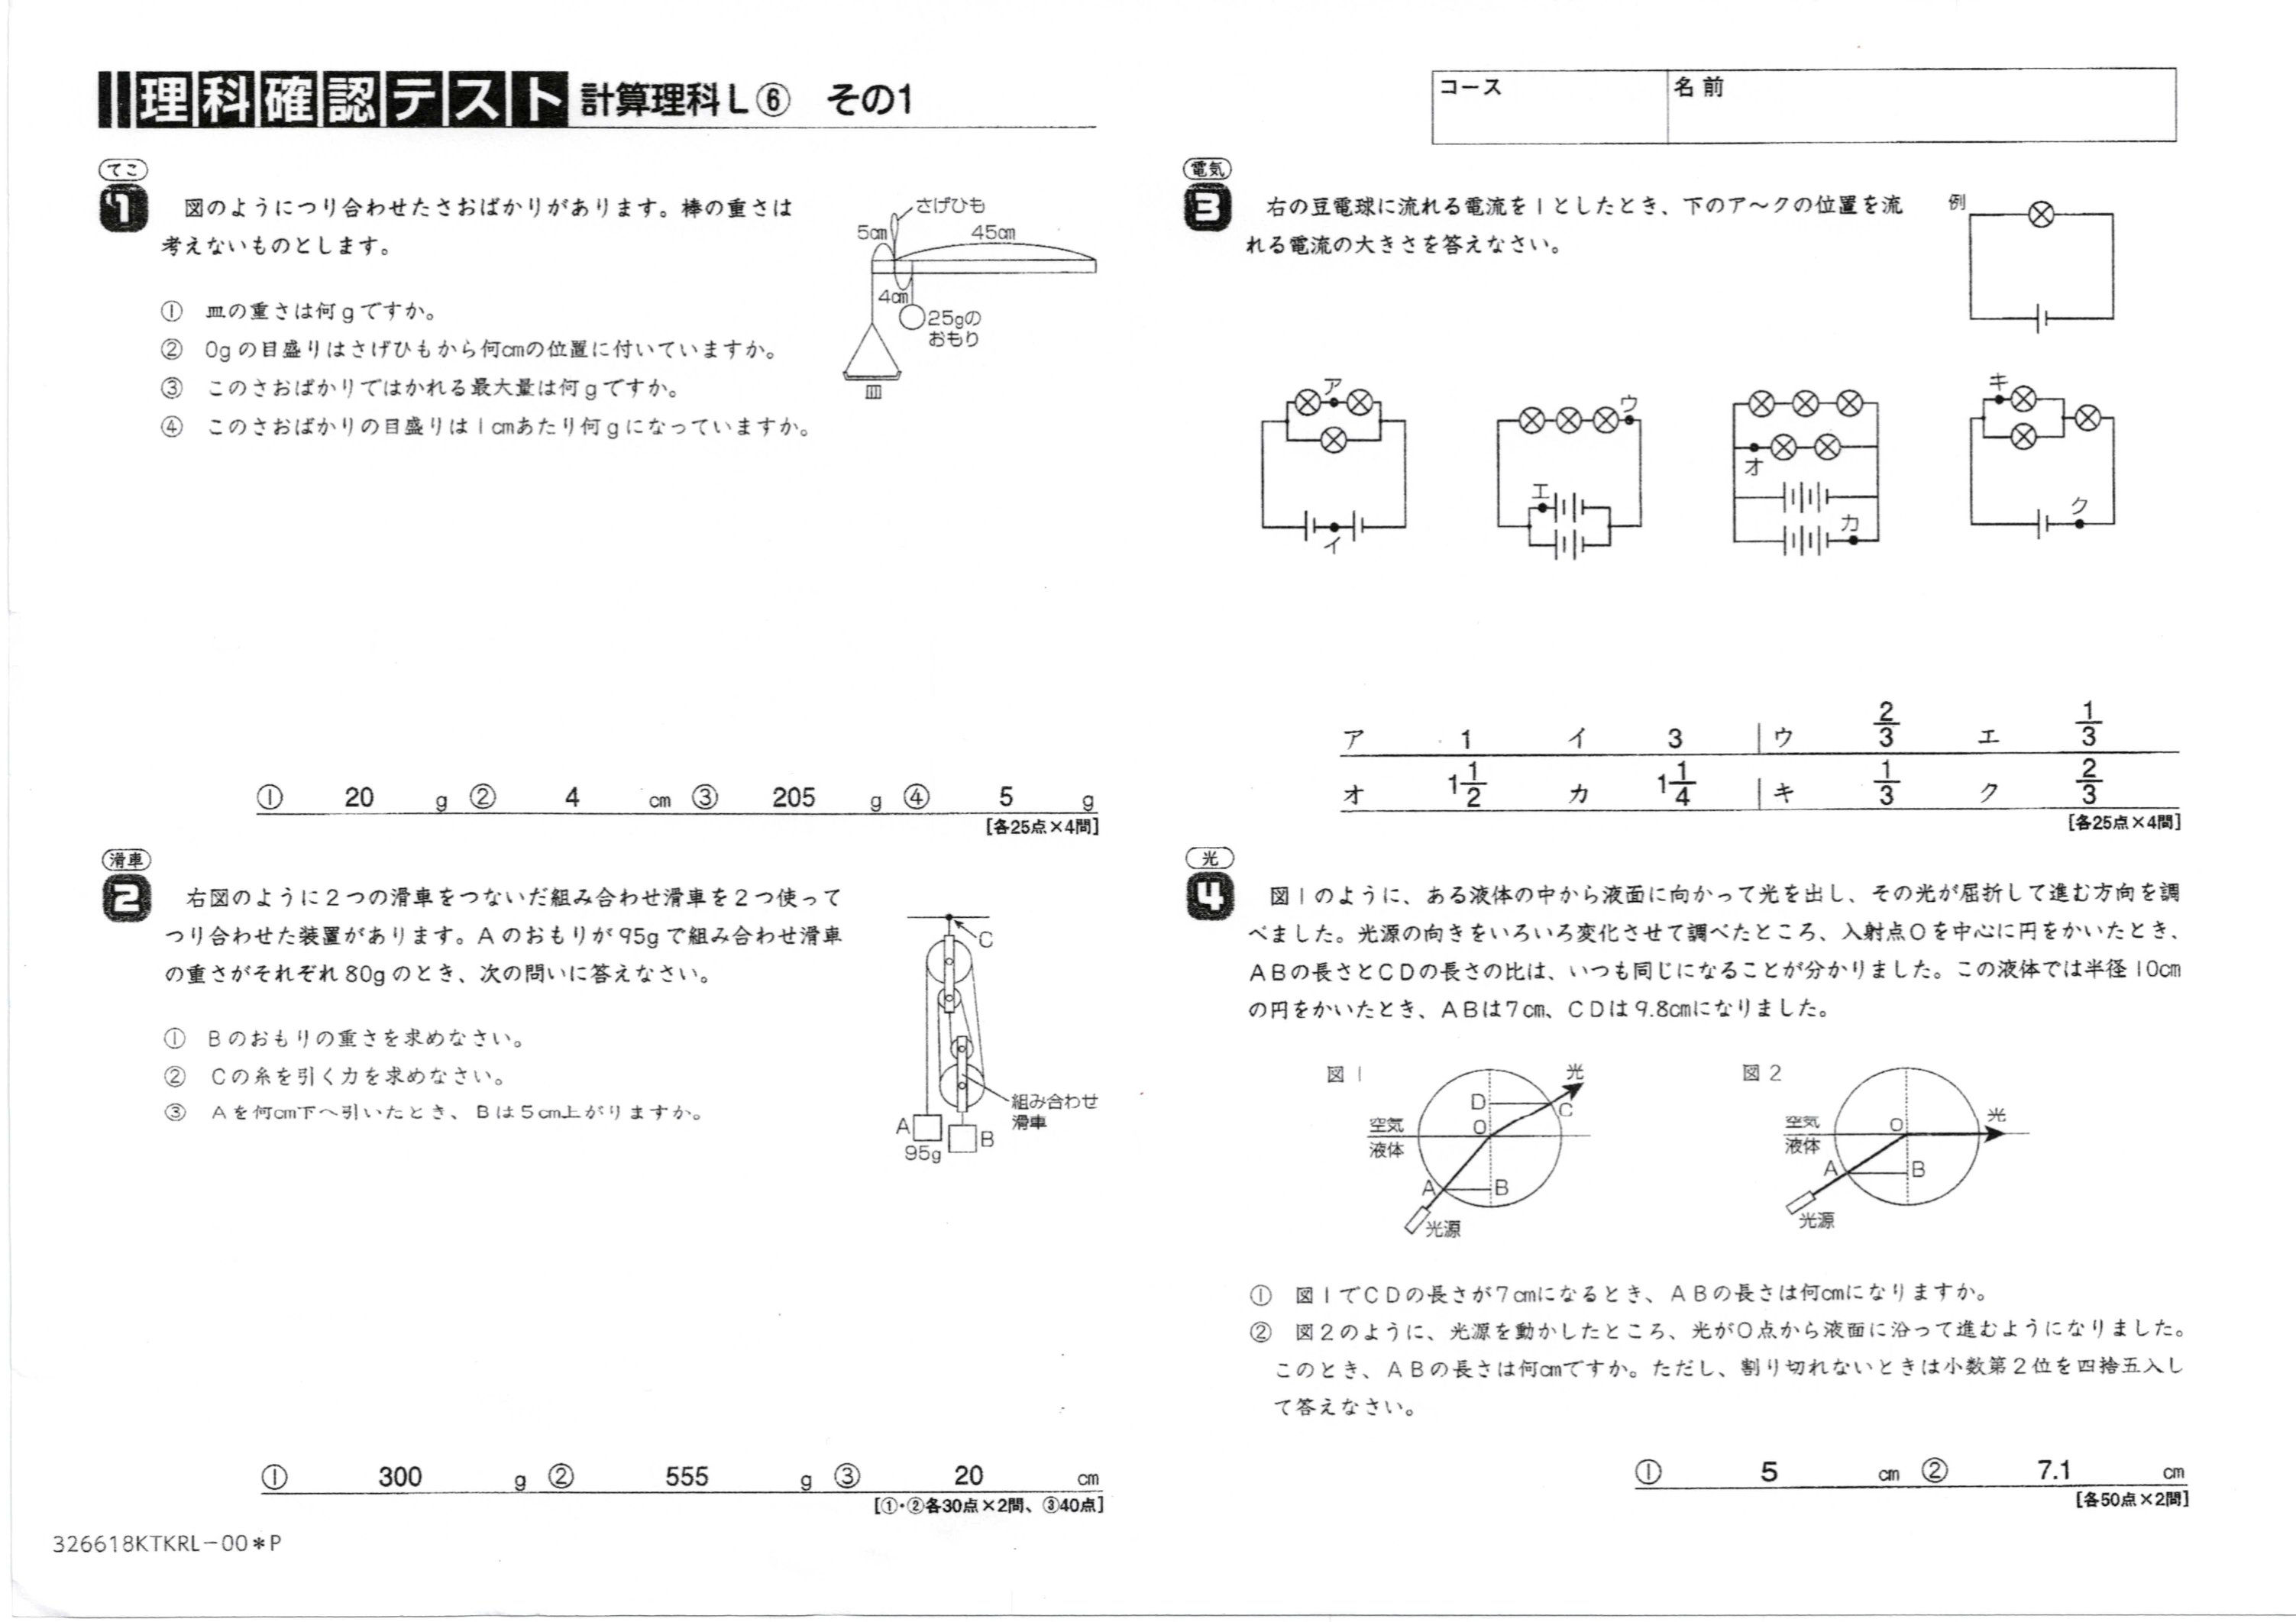 理科確認テスト 計算理科L⑥ その1
コース 名前
てこ
1 図のようにつり合わせたさおばかりがあります。棒の重さは
考えないものとします。
① 皿の重さは何gですか。
② 0gの目盛りはさげひもから何cmの位置に付いていますか。
③ このさおばかりではかれる最大量は何gですか。
④ このさおばかりの目盛りは1cmあたり何gになっていますか。
さげひも
5cm 45cm
4cm
25gの
おもり
皿
① 20 g ② 4 cm ③ 205 g ④ 5 g
[各25点×4問]
滑車
2 右図のように2つの滑車をつないだ組み合わせ滑車を2つ使って
つり合わせた装置があります。Aのおもりが95gで組み合わせ滑車
の重さがそれぞれ80gのとき、次の問いに答えなさい。
① Bのおもりの重さを求めなさい。
② Cの糸を引く力を求めなさい。
③ Aを何cm下へ引いたとき、Bは5cm上がりますか。
C
組み合わせ
滑車
A
95g
B
① 300 g ② 555 g ③ 20 cm
[①・②各30点×2問、③40点]
326618KTKRL-00*P
電気
3 右の豆電球に流れる電流を1としたとき、下のア〜クの位置を流
れる電流の大きさを答えなさい。
例
ア
イ
ウ
エ
オ
カ
キ
ク
ア 1 イ 3 ウ 2/3 エ 1/3
オ 1 1/2 カ 1 1/4 キ 1/3 ク 2/3
[各25点×4問]
光
4 図1のように、ある液体の中から液面に向かって光を出し、その光が屈折して進む方向を調
べました。光源の向きをいろいろ変化させて調べたところ、入射点Oを中心に円をかいたとき、
ABの長さとCDの長さの比は、いつも同じになることが分かりました。この液体では半径10cm
の円をかいたとき、ABは7cm、CDは9.8cmになりました。
図1
光
D
C
空気
O
液体
A
B
光源
図2
空気
O
光
液体
A
B
光源
① 図1でCDの長さが7cmになるとき、ABの長さは何cmになりますか。
② 図2のように、光源を動かしたところ、光がO点から液面に沿って進むようになりました。
このとき、ABの長さは何cmですか。ただし、割り切れないときは小数第2位を四捨五入し
て答えなさい。
① 5 cm ② 7.1 cm
[各50点×2問]